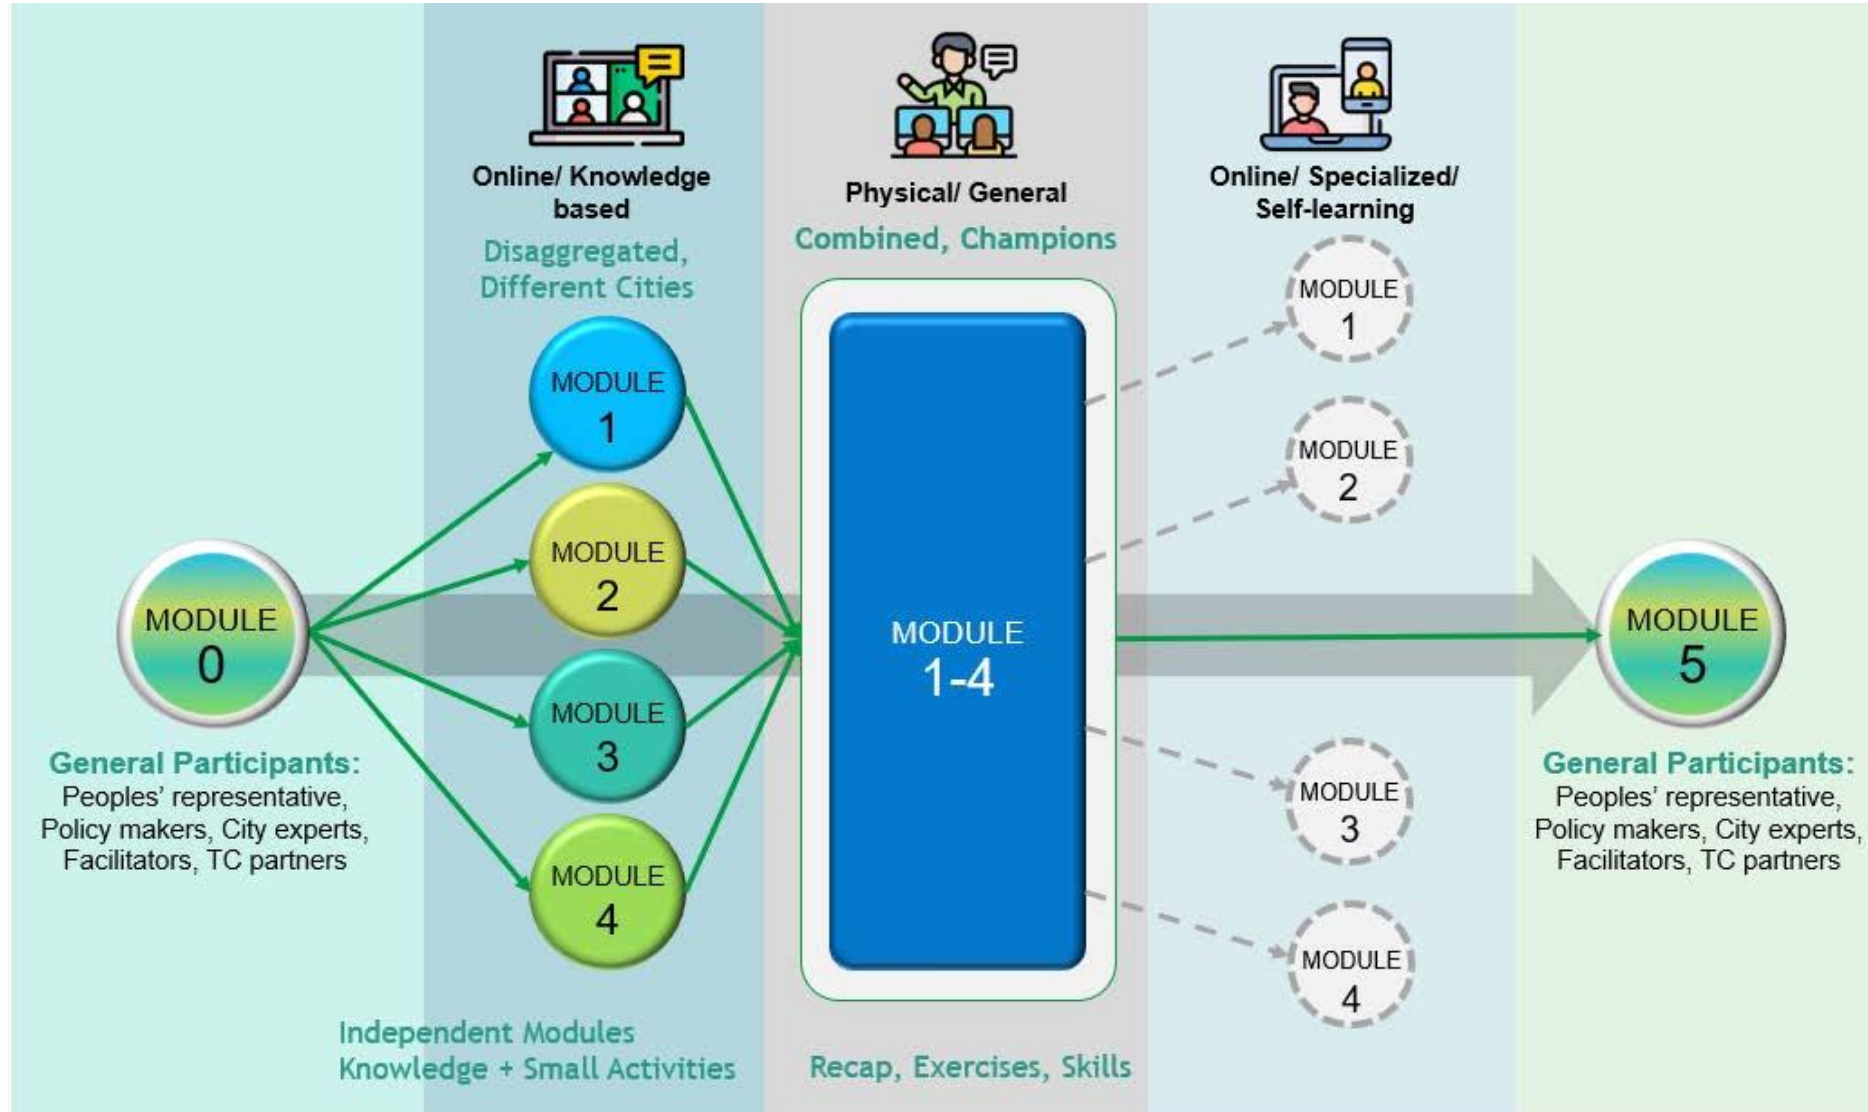 MODULE
0
General Participants:
Peoples' representative,
Policy makers, City experts,
Facilitators, TC partners
Online/ Knowledge
based
Disaggregated,
Different Cities
MODULE
1
MODULE
2
MODULE
3
MODULE
4
Independent Modules
Knowledge + Small Activities
Physical/ General
Combined, Champions
MODULE
1-4
Recap, Exercises, Skills
Online/ Specialized/
Self-learning
MODULE
1
MODULE
2
MODULE
3
MODULE
4
MODULE
5
General Participants:
Peoples' representative,
Policy makers, City experts,
Facilitators, TC partners